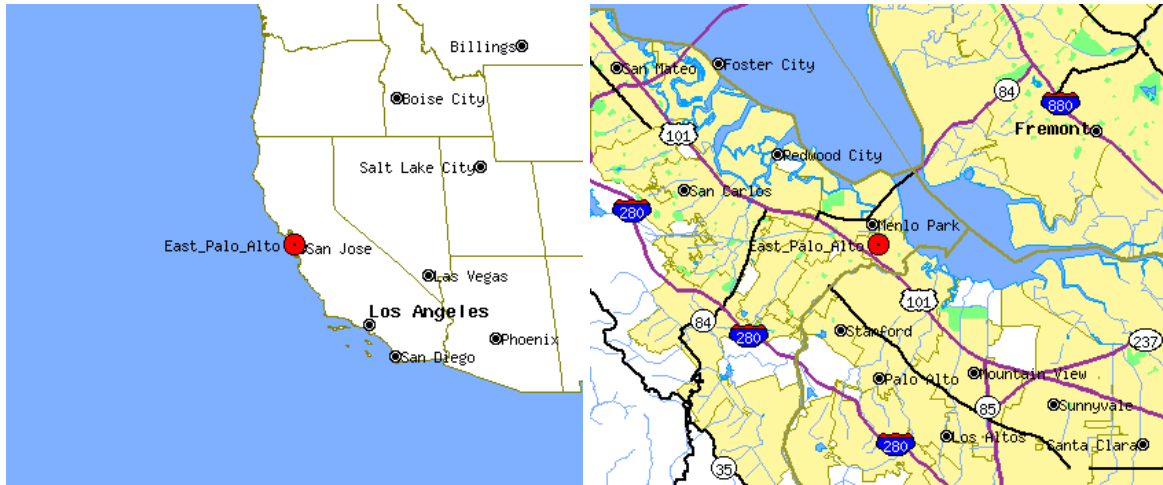 Billings
Boise City
Salt Lake City
East_Palo_Alto
San Jose
Las Vegas
Los Angeles
Phoenix
San Diego
San Mateo
Foster City
84
880
101
Fremont
Redwood City
San Carlos
280
Menlo Park
East_Palo_Alto
101
84
280
Stanford
237
Palo Alto
Mountain View
85
Sunnyvale
280
Los Altos
Santa Clara
35